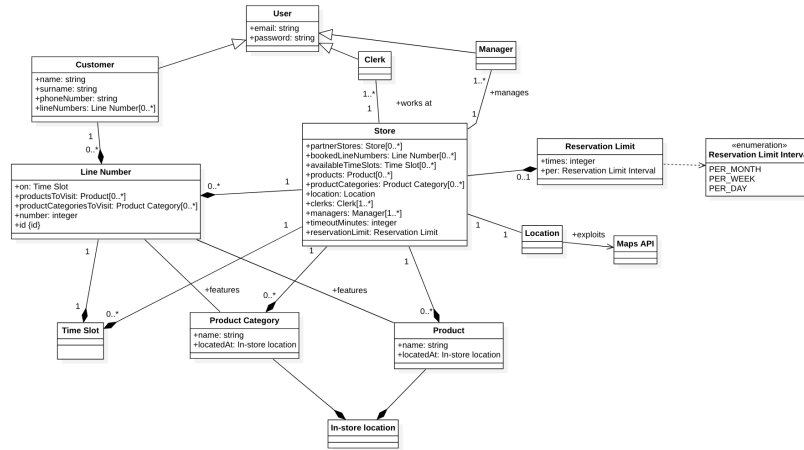 User
+email: string
+password: string
Customer
+name: string
+surname: string
+phoneNumber: string
+lineNumbers: Line Number[0..*]
Clerk
Manager
1..*
+manages
1
1..*
+works at
1
1
0..*
Store
+partnerStores: Store[0..*]
+bookedLineNumbers: Line Number[0..*]
+availableTimeSlots: Time Slot[0..*]
+products: Product[0..*]
+productCategories: Product Category[0..*]
+location: Location
+clerks: Clerk[1..*]
+managers: Manager[1..*]
+timeoutMinutes: integer
+reservationLimit: Reservation Limit
Reservation Limit
+times: integer
+per: Reservation Limit Interval
0..1
«enumeration»
Reservation Limit Interv
PER_MONTH
PER_WEEK
PER_DAY
Line Number
+on: Time Slot
+productsToVisit: Product[0..*]
+productCategoriesToVisit: Product Category[0..*]
+number: integer
+id {id}
0..*
1
1
1
1
Location
+exploits
Maps API
1
1
1
+features
+features
1
0..*
0..*
0..*
Time Slot
Product Category
+name: string
+locatedAt: In-store location
Product
+name: string
+locatedAt: In-store location
In-store location